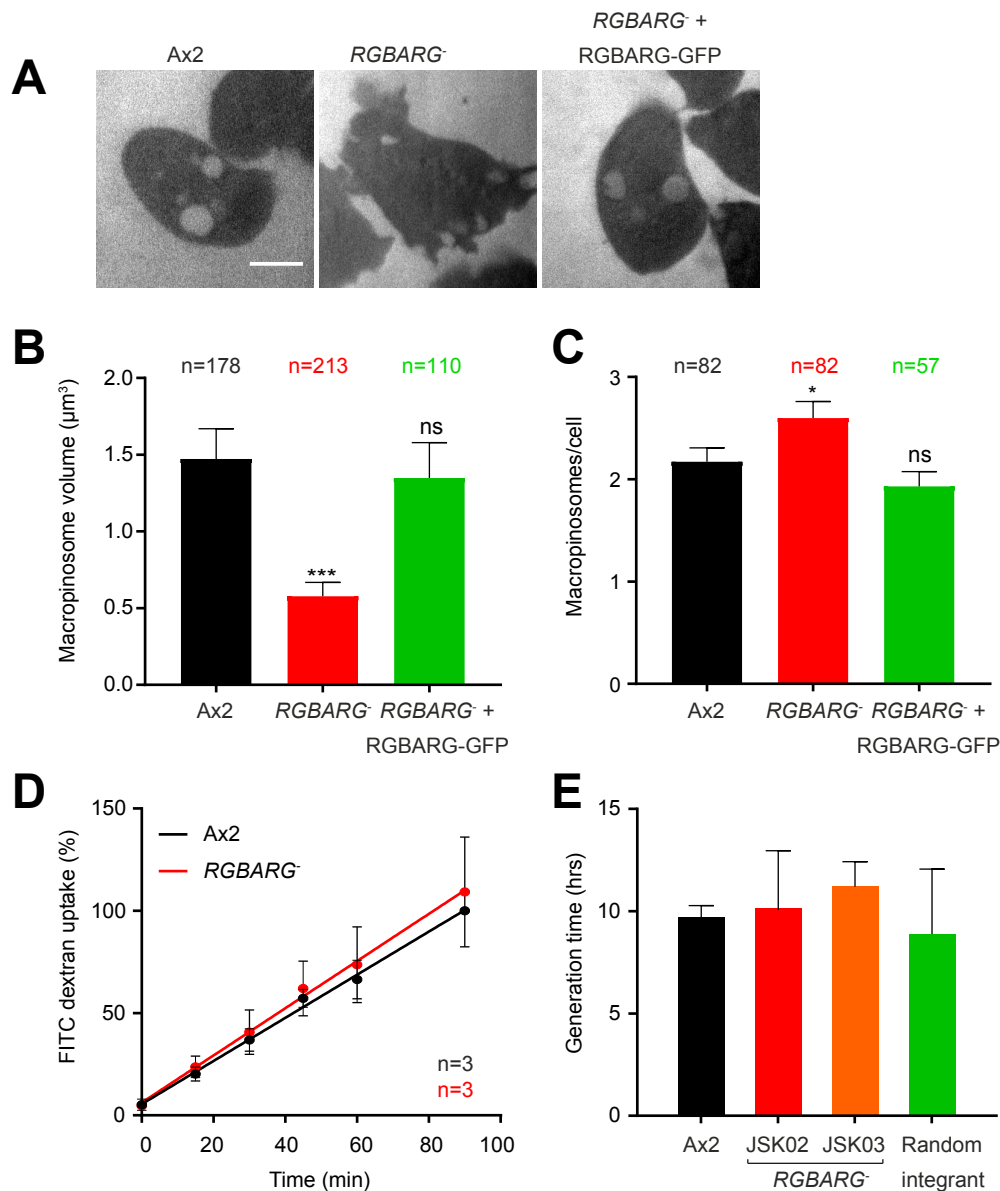 A
Ax2
RGBARG-
RGBARG- +
RGBARG-GFP
B
n=178
n=213
n=110
Macropinosome volume (µm³)
2.0
1.5
1.0
0.5
0.0
***
ns
Ax2
RGBARG-
RGBARG- +
RGBARG-GFP
C
n=82
n=82
n=57
Macropinosomes/cell
3
2
1
0
*
ns
Ax2
RGBARG-
RGBARG- +
RGBARG-GFP
D
FITC dextran uptake (%)
150
100
50
0
Ax2
RGBARG-
n=3
n=3
0
20
40
60
80
100
Time (min)
E
Generation time (hrs)
15
10
5
0
Ax2
JSK02
JSK03
RGBARG-
Random
integrant